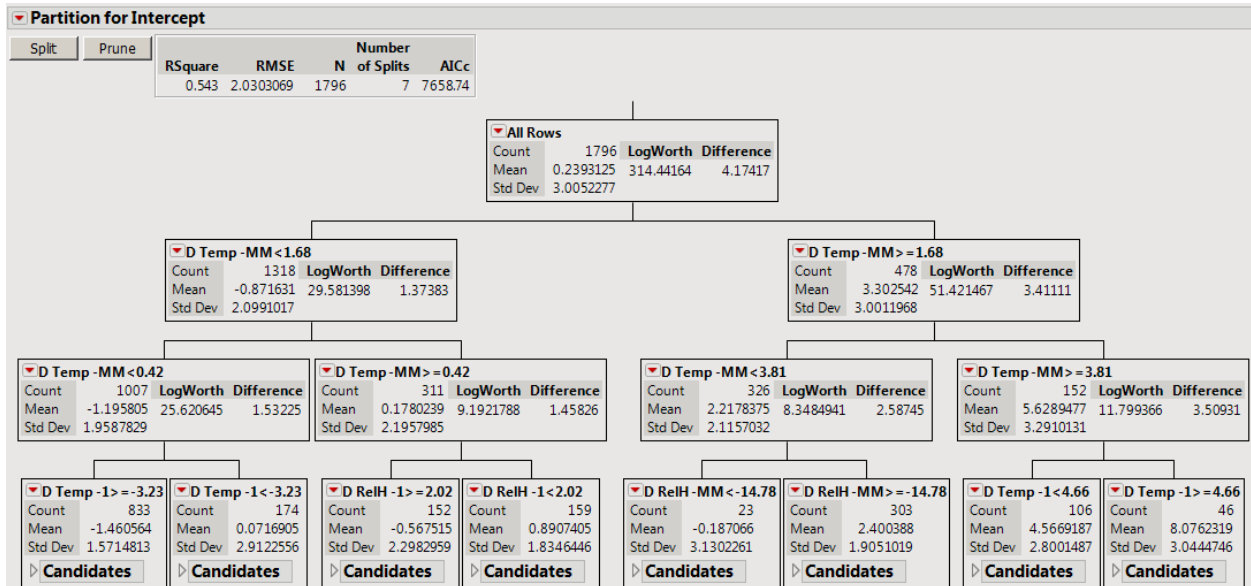 Partition for Intercept
Split Prune
Number
RSquare RMSE N of Splits AICc
0.543 2.0303069 1796 7 7658.74
All Rows
Count 1796 LogWorth Difference
Mean 0.2393125 314.44164 4.17417
Std Dev 3.0052277
D Temp -MM<1.68 D Temp -MM>=1.68
Count 1318 LogWorth Difference Count 478 LogWorth Difference
Mean -0.871631 29.581398 1.37383 Mean 3.302542 51.421467 3.41111
Std Dev 2.0991017 Std Dev 3.0011968
D Temp -MM<0.42 D Temp -MM>=0.42 D Temp -MM<3.81 D Temp -MM>=3.81
Count 1007 LogWorth Difference Count 311 LogWorth Difference Count 326 LogWorth Difference Count 152 LogWorth Difference
Mean -1.195805 25.620645 1.53225 Mean 0.1780239 9.1921788 1.45826 Mean 2.2178375 8.3484941 2.58745 Mean 5.6289477 11.799366 3.50931
Std Dev 1.9587829 Std Dev 2.1957985 Std Dev 2.1157032 Std Dev 3.2910131
D Temp -1>=-3.23 D Temp -1<-3.23 D RelH -1>=2.02 D RelH -1<2.02 D RelH -MM<-14.78 D RelH -MM>=-14.78 D Temp -1<4.66 D Temp -1>=4.66
Count 833 Count 174 Count 152 Count 159 Count 23 Count 303 Count 106 Count 46
Mean -1.460564 Mean 0.0716905 Mean -0.567515 Mean 0.8907405 Mean -0.187066 Mean 2.400388 Mean 4.5669187 Mean 8.0762319
Std Dev 1.5714813 Std Dev 2.9122556 Std Dev 2.2982959 Std Dev 1.8346446 Std Dev 3.1302261 Std Dev 1.9051019 Std Dev 2.8001487 Std Dev 3.0444746
Candidates Candidates Candidates Candidates Candidates Candidates Candidates Candidates